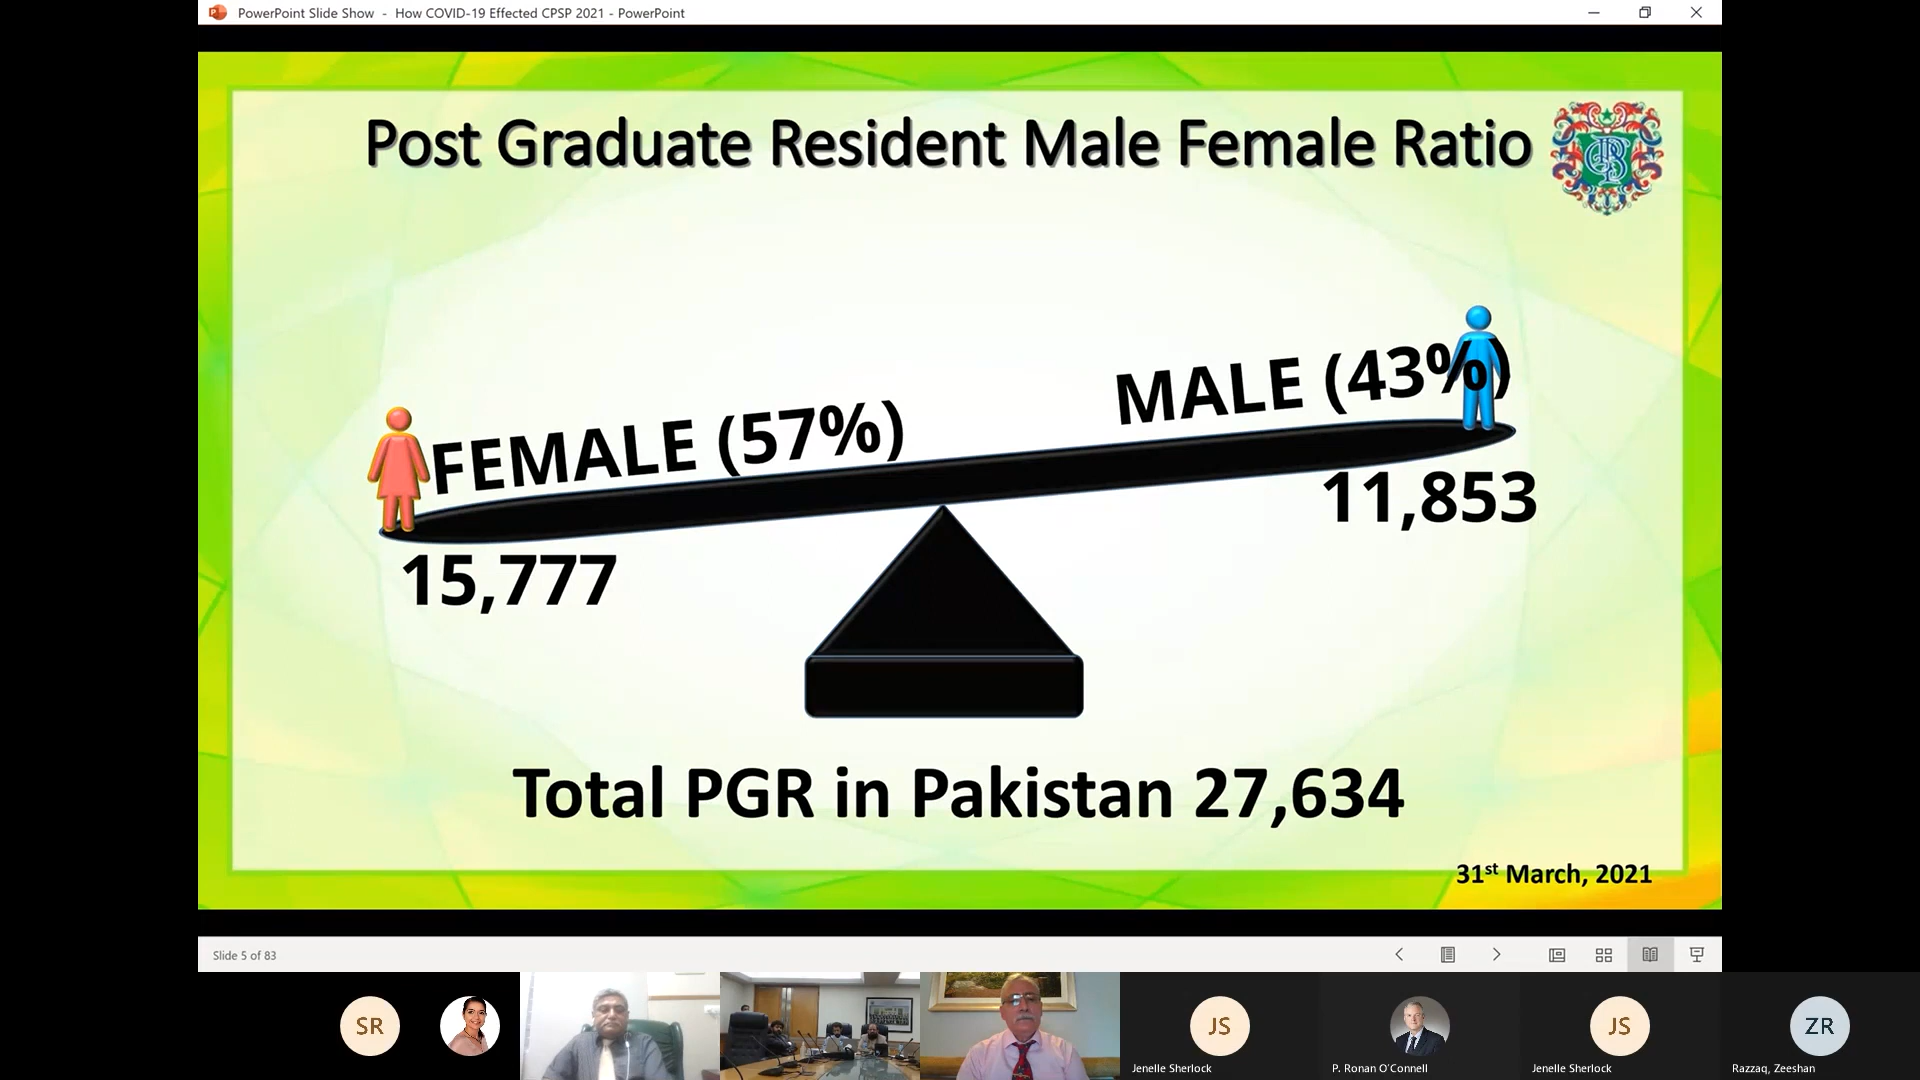 PowerPoint Slide Show - How COVID-19 Effected CPSP 2021 - PowerPoint
Post Graduate Resident Male Female Ratio
MALE (43%)
FEMALE (57%)
11,853
15,777
Total PGR in Pakistan 27,634
31st March, 2021
Slide 5 of 83
SR
JS
JS
ZR
Jenelle Sherlock
P. Ronan O'Connell
Jenelle Sherlock
Razzaq, Zeeshan